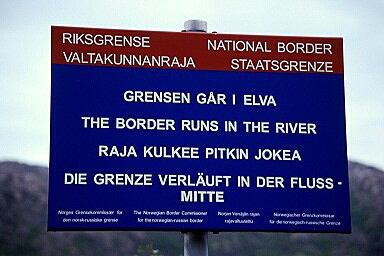 RIKSGRENSE NATIONAL BORDER
VALTAKUNNANRAJA STAATSGRENZE
GRENSEN GÅR I ELVA
THE BORDER RUNS IN THE RIVER
RAJA KULKEE PITKIN JOKEA
DIE GRENZE VERLÄUFT IN DER FLUSS-
MITTE
Norges Grensekommissær for The Norwegian Border Commissioner Norjan Venäjän rajan Norwegischer Grenzkommissar
den norsk-russiske grense for the norwegian-russian border rajavaltuutettu für die norwegisch-russische Grenze